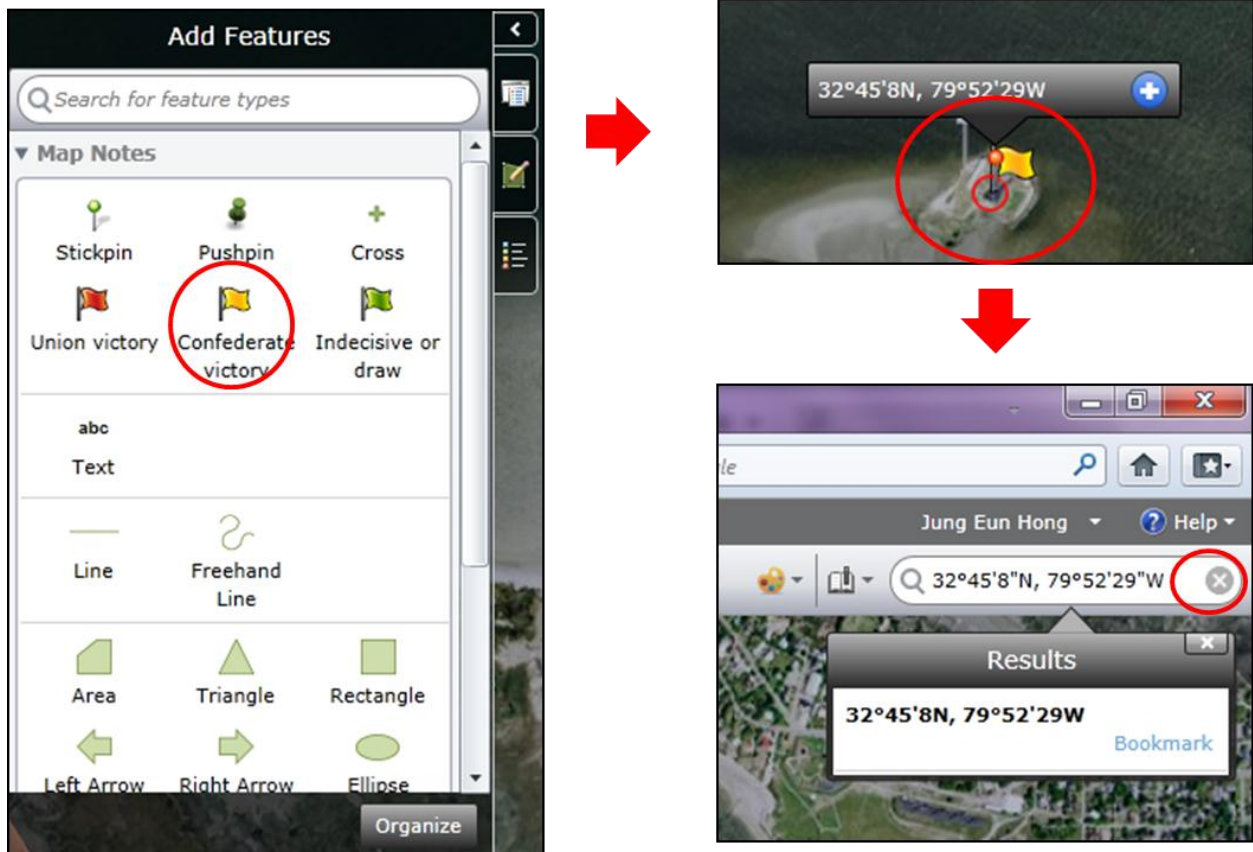 Add Features
Search for feature types
Map Notes
Stickpin Pushpin Cross
Union victory Confederate victory Indecisive or draw
abc
Text
Line Freehand Line
Area Triangle Rectangle
Left Arrow Right Arrow Ellipse
Organize
32°45'8N, 79°52'29W
Jung Eun Hong Help
32°45'8"N, 79°52'29"W
Results
32°45'8N, 79°52'29W
Bookmark